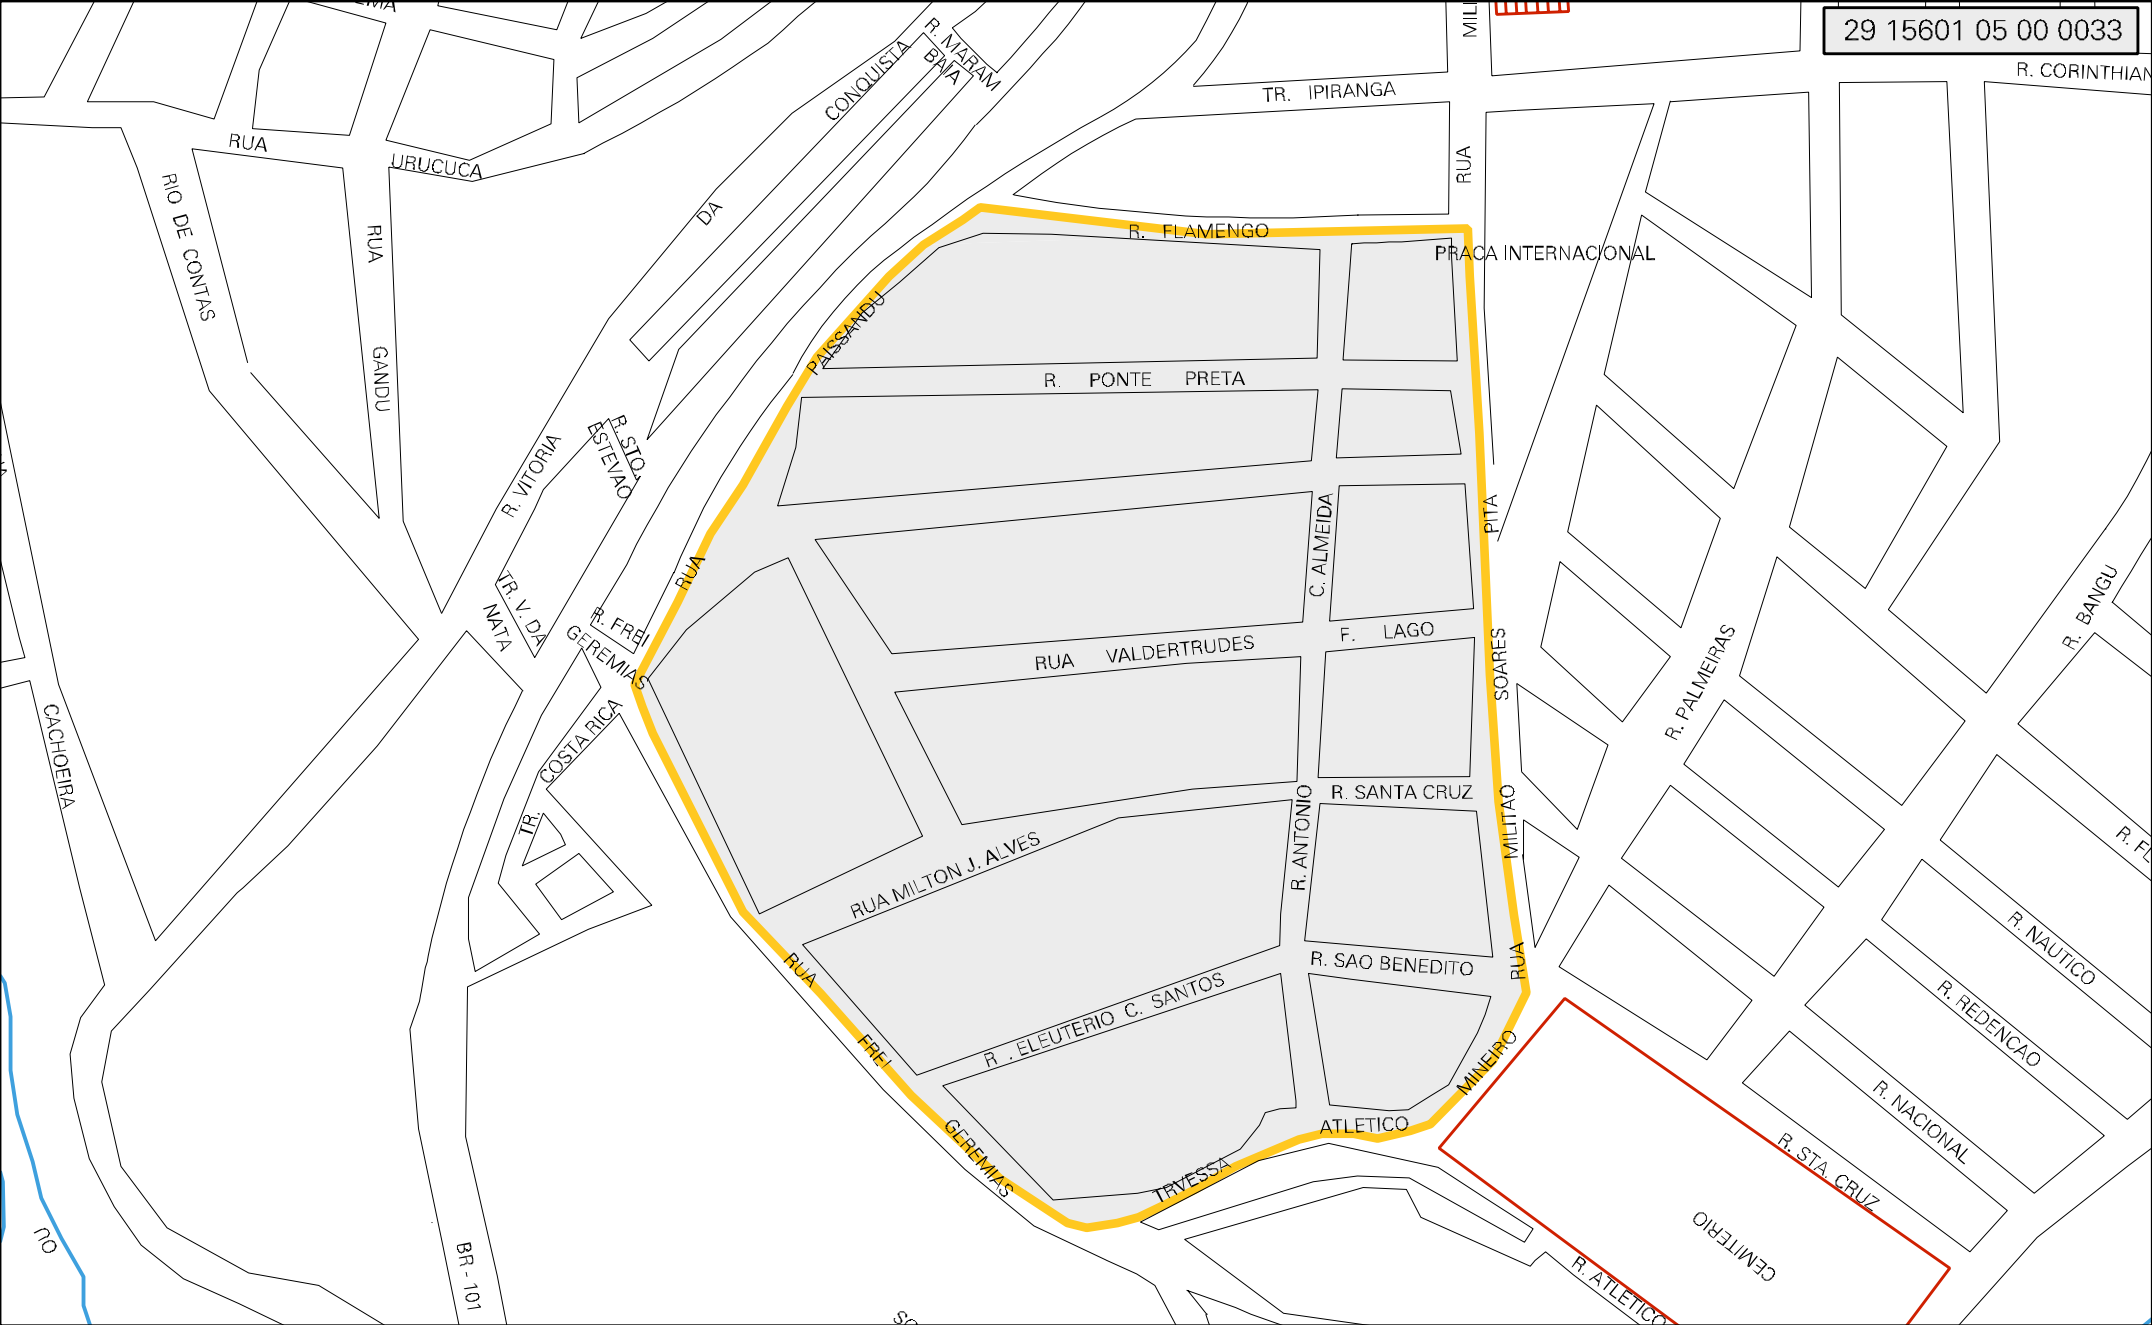 29 15601 05 00 0033
R. CORINTHIAN
R. MARAM
BAIA
CONQUISTA
DA
R. VITORIA
TR. IPIRANGA
RUA
RUA
URUCUCA
RIO DE CONTAS
RUA
GANDU
R. FLAMENGO
PRACA INTERNACIONAL
PAISSANDU
RUA
R. PONTE PRETA
R. STO.
ESTEVAO
C. ALMEIDA
R. ANTONIO
PITA
SOARES
MILITAO
RUA
TR. V. DA
NATA
R. FREI
GEREMIAS
RUA VALDERTRUDES
F. LAGO
R. PALMEIRAS
R. BANGU
COSTA RICA
TR.
CACHOEIRA
R. SANTA CRUZ
RUA MILTON J. ALVES
R. SAO BENEDITO
R . ELEUTERIO C. SANTOS
RUA
FREI
GEREMIAS
TRVESSA
ATLETICO
MINEIRO
R. NAUTICO
R. REDENCAO
R. NACIONAL
R. STA. CRUZ
CEMITERIO
R. ATLETICO
BR - 101
OU